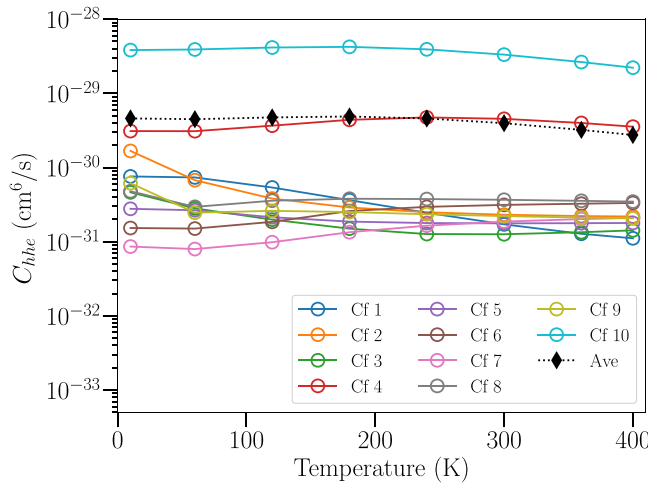 10^{-28}
10^{-29}
10^{-30}
10^{-31}
10^{-32}
10^{-33}
C_{hhe} (cm^6/s)
Cf 1
Cf 2
Cf 3
Cf 4
Cf 5
Cf 6
Cf 7
Cf 8
Cf 9
Cf 10
Ave
0 100 200 300 400
Temperature (K)